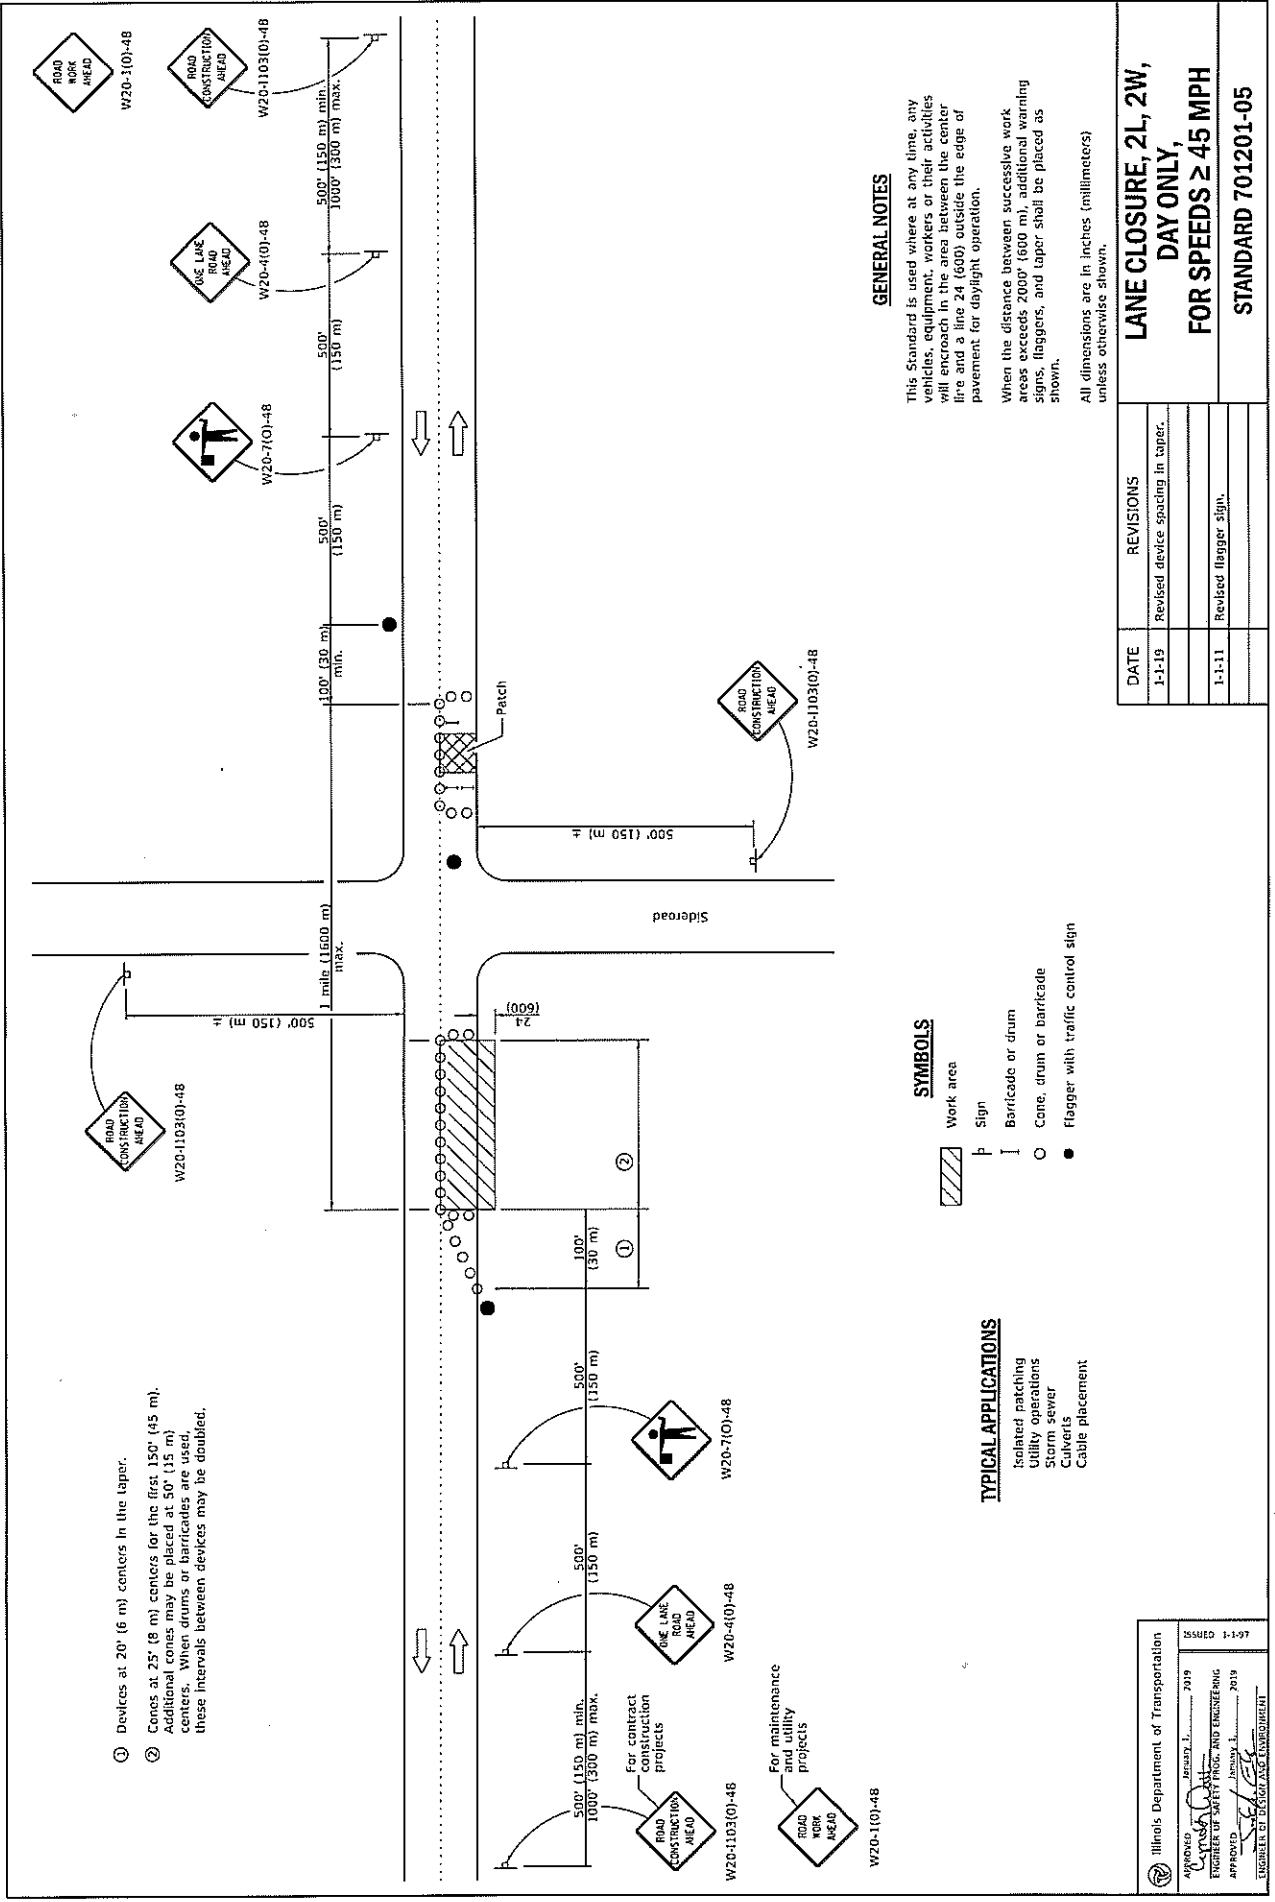 ① Devices at 20' (6 m) centers in the taper.
② Cones at 25' (8 m) centers for the first 150' (45 m).
Additional cones may be placed at 50' (15 m)
centers. When drums or barricades are used,
these intervals between devices may be doubled.
ROAD
CONSTRUCTION
AHEAD
W20-I103(O)-48
500' (150 m) ±
1 mile (1600 m)
max.
100' (30 m)
min.
500'
(150 m)
W20-7(O)-48
500'
(150 m)
ONE LANE
ROAD
AHEAD
W20-4(O)-48
500' (150 m) min.
1000' (300 m) max.
ROAD
WORK
AHEAD
W20-1(O)-48
ROAD
CONSTRUCTION
AHEAD
W20-I103(O)-48
500' (150 m) min.
1000' (300 m) max.
For contract
construction
projects
ROAD
CONSTRUCTION
AHEAD
W20-I103(O)-48
For maintenance
and utility
projects
ROAD
WORK
AHEAD
W20-1(O)-48
500'
(150 m)
ONE LANE
ROAD
AHEAD
W20-4(O)-48
500'
(150 m)
W20-7(O)-48
100'
(30 m)
①
②
24
(600)
Sideroad
500' (150 m) ±
Patch
ROAD
CONSTRUCTION
AHEAD
W20-I103(O)-48
TYPICAL APPLICATIONS
Isolated patching
Utility operations
Storm sewer
Culverts
Cable placement
SYMBOLS
Work area
Sign
Barricade or drum
Cone, drum or barricade
Flagger with traffic control sign
GENERAL NOTES
This Standard is used where at any time, any
vehicles, equipment, workers or their activities
will encroach in the area between the center
line and a line 24 (600) outside the edge of
pavement for daylight operation.
When the distance between successive work
areas exceeds 2000' (600 m), additional warning
signs, flaggers, and taper shall be placed as
shown.
All dimensions are in inches (millimeters)
unless otherwise shown.
Illinois Department of Transportation
APPROVED January 1, 2019
ENGINEER OF SAFETY PROG. AND ENGINEERING
APPROVED January 1, 2019
ENGINEER OF DESIGN AND ENVIRONMENT
ISSUED 1-1-97
DATE REVISIONS
1-1-19 Revised device spacing in taper.
1-1-11 Revised flagger sign.
LANE CLOSURE, 2L, 2W,
DAY ONLY,
FOR SPEEDS ≥ 45 MPH
STANDARD 701201-05